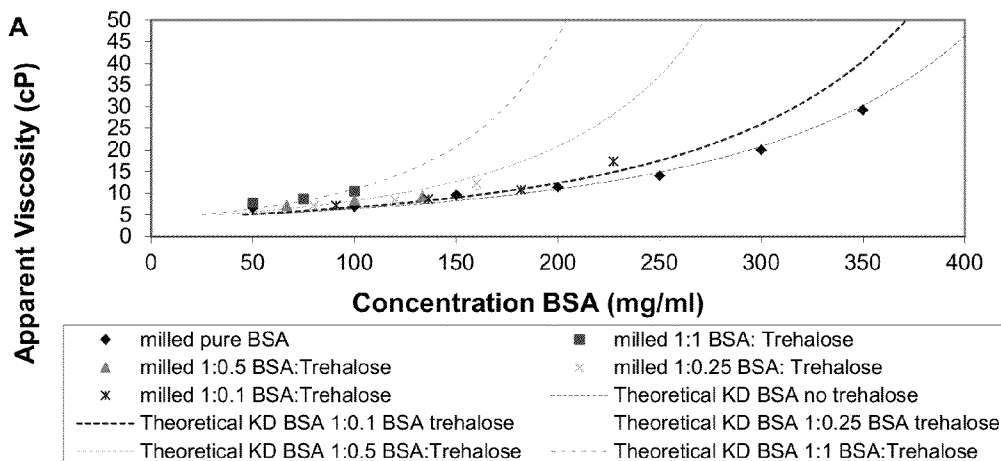 A
Apparent Viscosity (cP)
50
45
40
35
30
25
20
15
10
5
0
0 50 100 150 200 250 300 350 400
Concentration BSA (mg/ml)
milled pure BSA
milled 1:1 BSA: Trehalose
milled 1:0.5 BSA:Trehalose
milled 1:0.25 BSA: Trehalose
milled 1:0.1 BSA:Trehalose
Theoretical KD BSA no trehalose
Theoretical KD BSA 1:0.1 BSA trehalose
Theoretical KD BSA 1:0.25 BSA trehalose
Theoretical KD BSA 1:0.5 BSA:Trehalose
Theoretical KD BSA 1:1 BSA:Trehalose